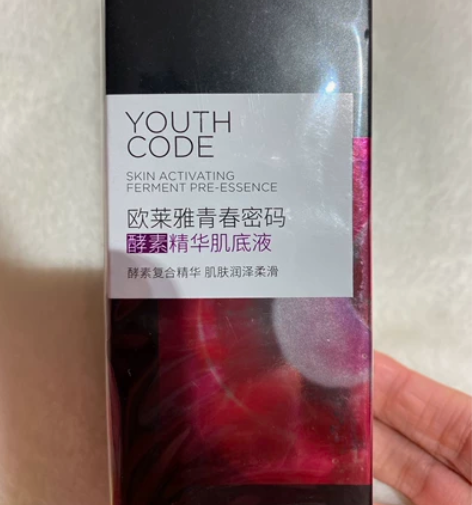 YOUTH
CODE
SKIN ACTIVATING
FERMENT PRE-ESSENCE
欧莱雅青春密码
酵素精华肌底液
酵素复合精华 肌肤润泽柔滑